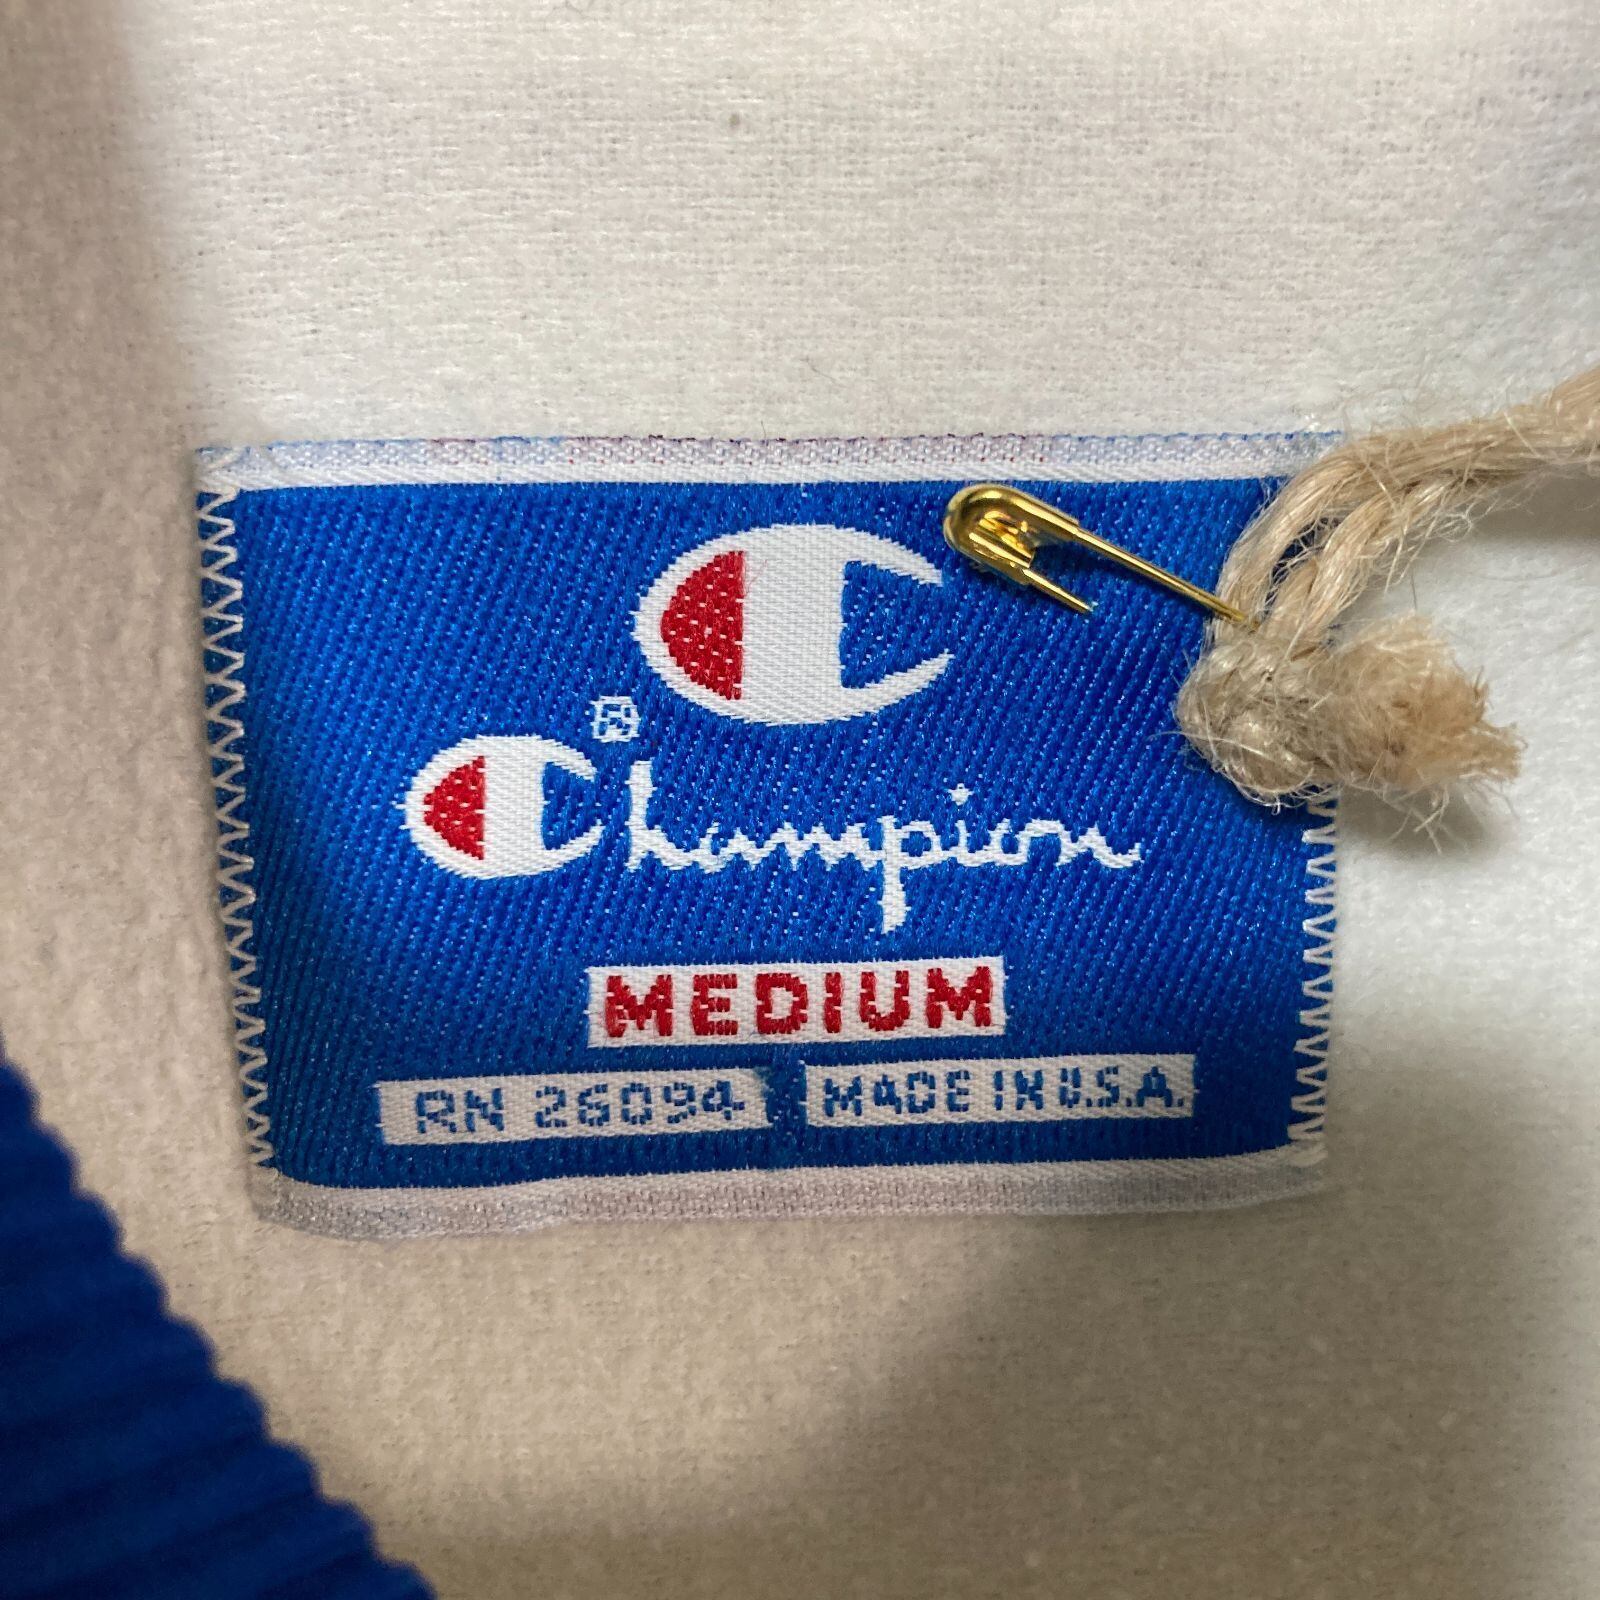 C
®
Champion
MEDIUM
RN 26094 MADE IN U.S.A.